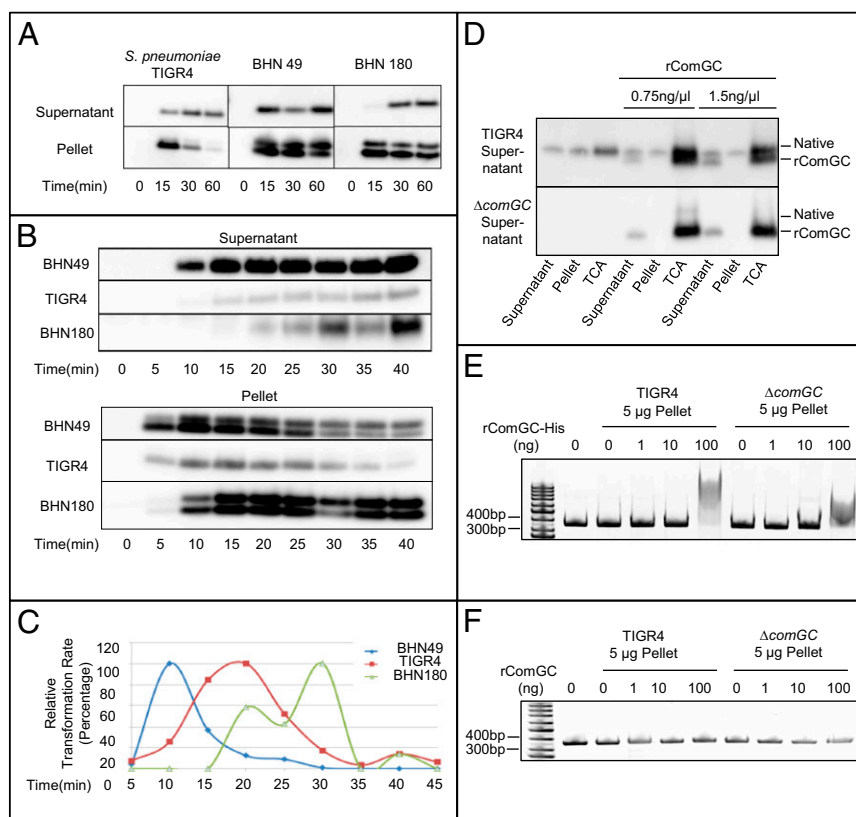 A
S. pneumoniae
TIGR4
BHN 49
BHN 180
Supernatant
Pellet
Time(min) 0 15 30 60 0 15 30 60 0 15 30 60
B
Supernatant
BHN49
TIGR4
BHN180
Time(min) 0 5 10 15 20 25 30 35 40
Pellet
BHN49
TIGR4
BHN180
Time(min) 0 5 10 15 20 25 30 35 40
C
Relative
Transformation Rate
(Percentage)
120
100
80
60
40
20
0
BHN49
TIGR4
BHN180
Time(min) 5 10 15 20 25 30 35 40 45
D
rComGC
0.75ng/µl 1.5ng/µl
TIGR4
Super-
natant
Native
rComGC
ΔcomGC
Super-
natant
Native
rComGC
Supernatant
Pellet
TCA
Supernatant
Pellet
TCA
Supernatant
Pellet
TCA
E
TIGR4
5 µg Pellet
ΔcomGC
5 µg Pellet
rComGC-His
(ng) 0 0 1 10 100 0 1 10 100
400bp
300bp
F
TIGR4
5 µg Pellet
ΔcomGC
5 µg Pellet
rComGC
(ng) 0 0 1 10 100 0 1 10 100
400bp
300bp